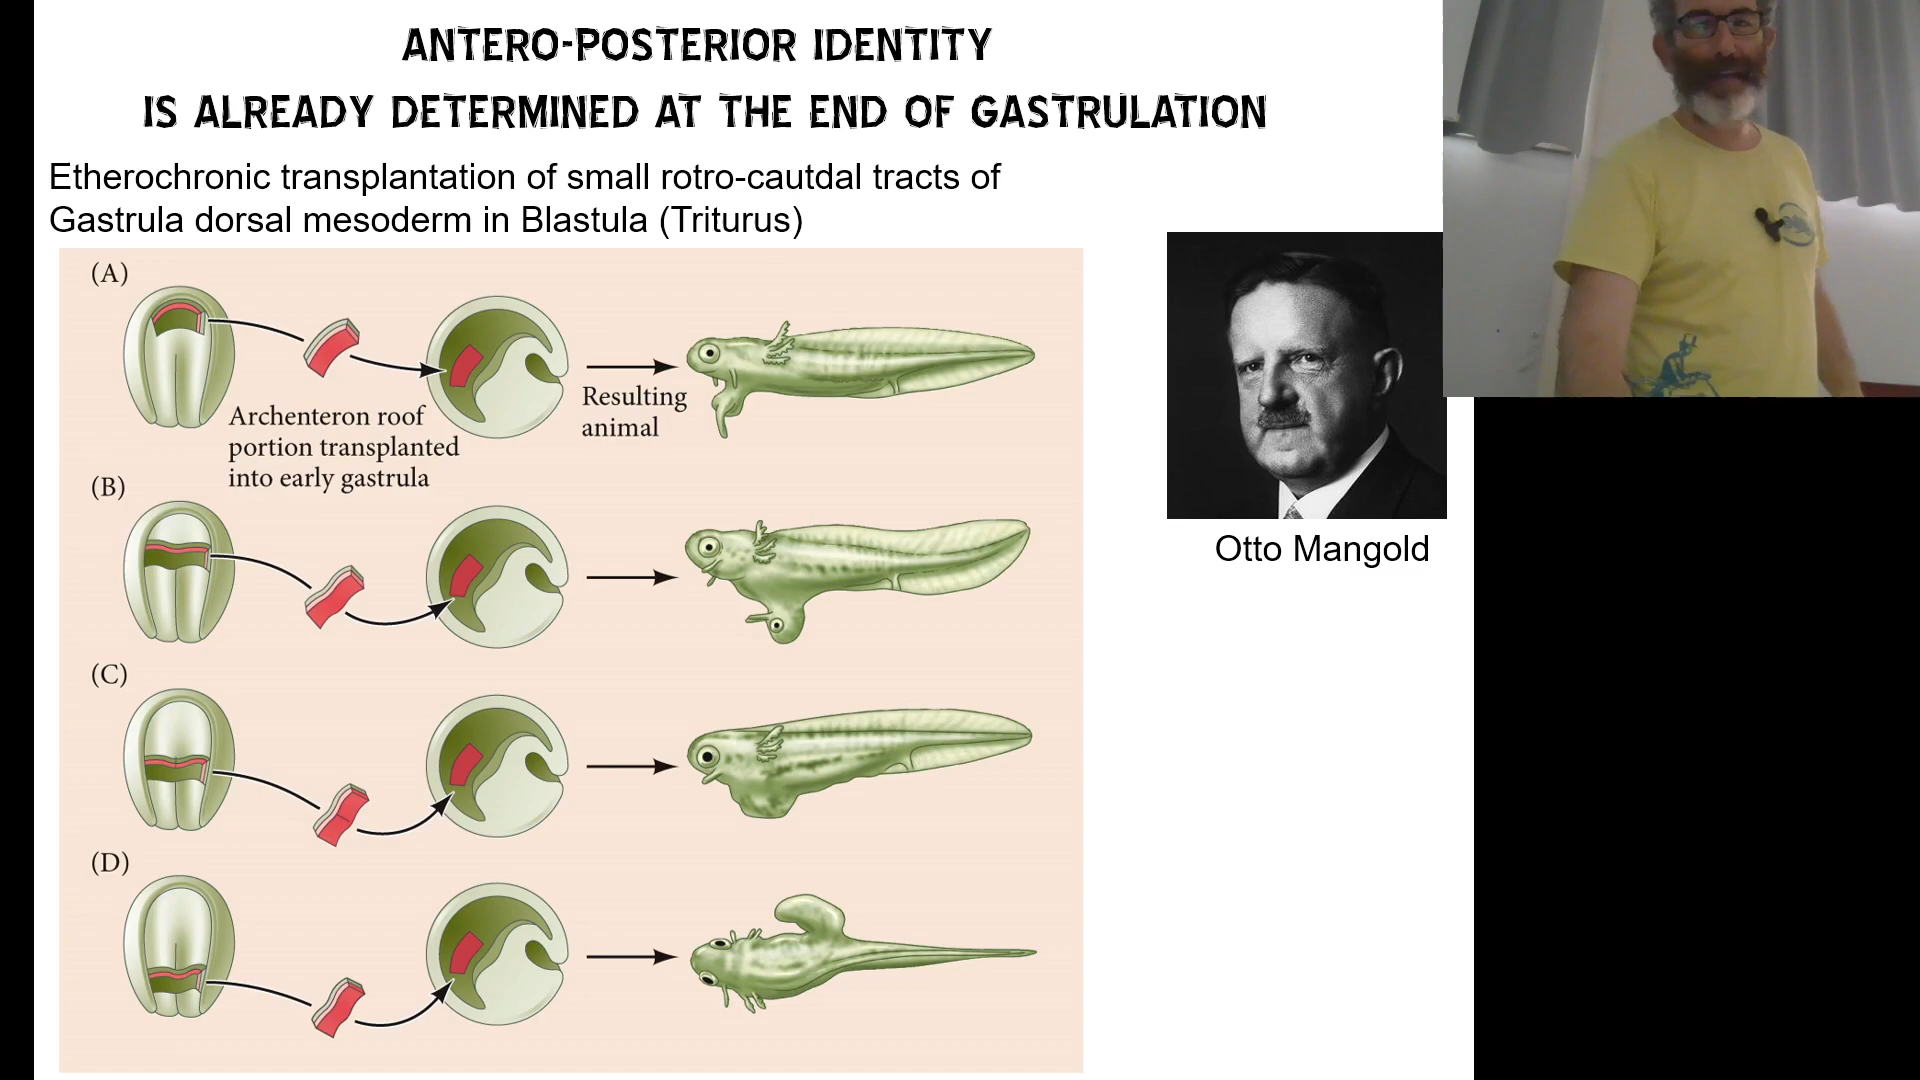 ANTERO-POSTERIOR IDENTITY
IS ALREADY DETERMINED AT THE END OF GASTRULATION
Etherochronic transplantation of small rotro-cautdal tracts of
Gastrula dorsal mesoderm in Blastula (Triturus)
(A)
Archenteron roof
portion transplanted
into early gastrula
Resulting
animal
(B)
(C)
(D)
Otto Mangold